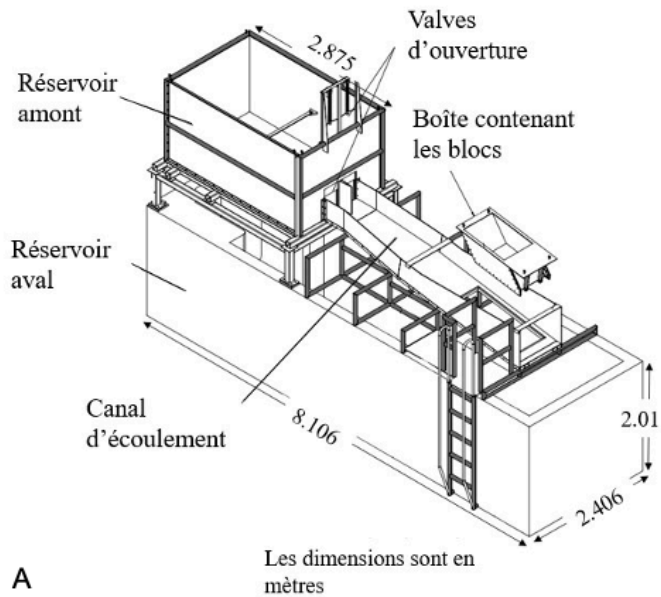 Valves
d'ouverture
2.875
Réservoir
amont
Boîte contenant
les blocs
Réservoir
aval
Canal
d'écoulement
8.106
2.01
2.406
Les dimensions sont en
mètres
A